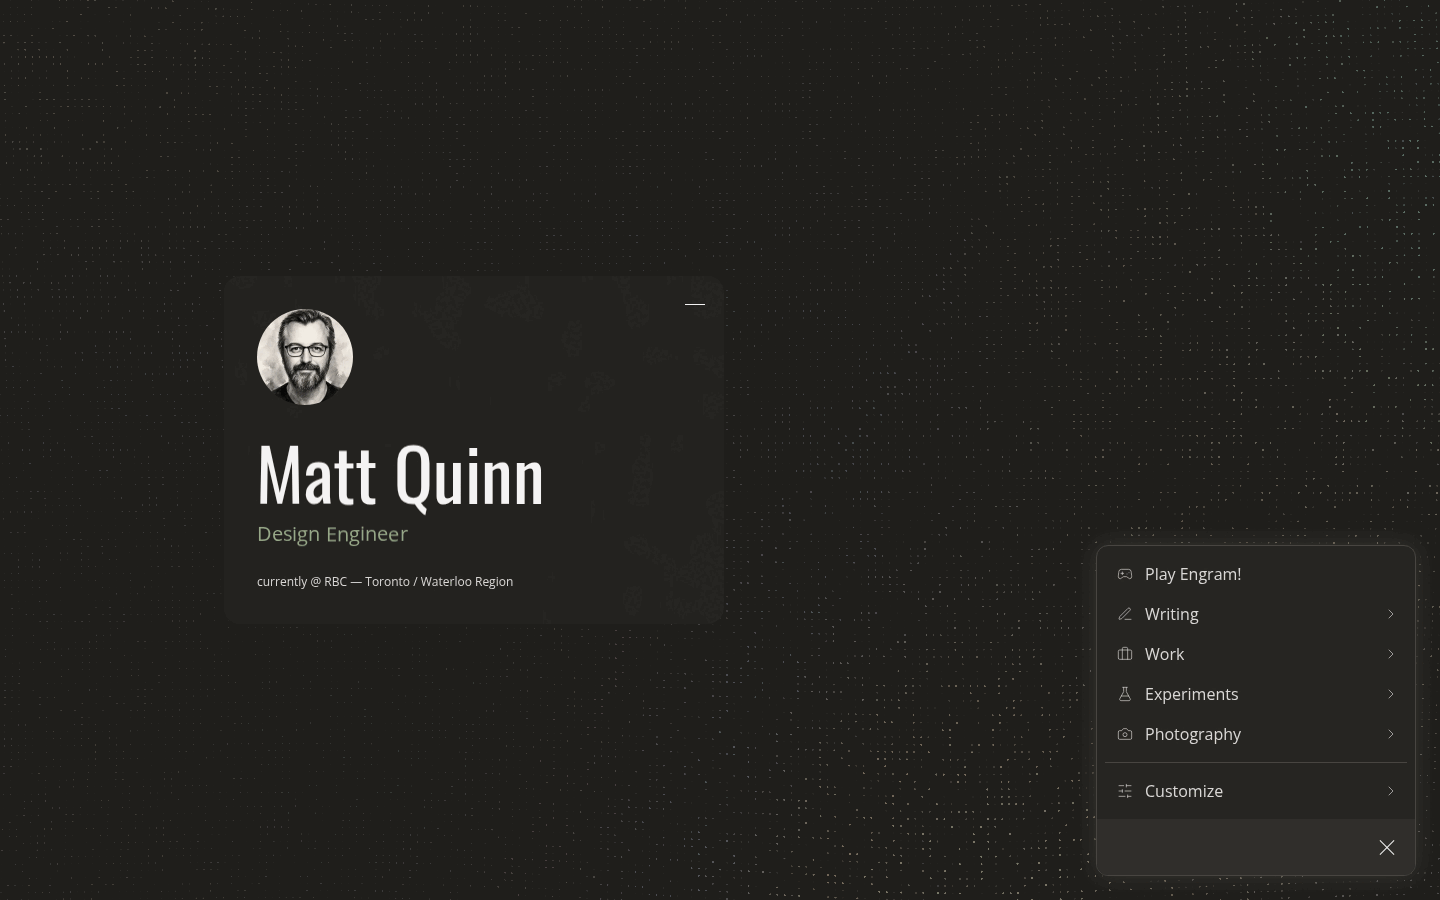 Matt Quinn
Design Engineer
currently @ RBC — Toronto / Waterloo Region
Play Engram!
Writing
Work
Experiments
Photography
Customize